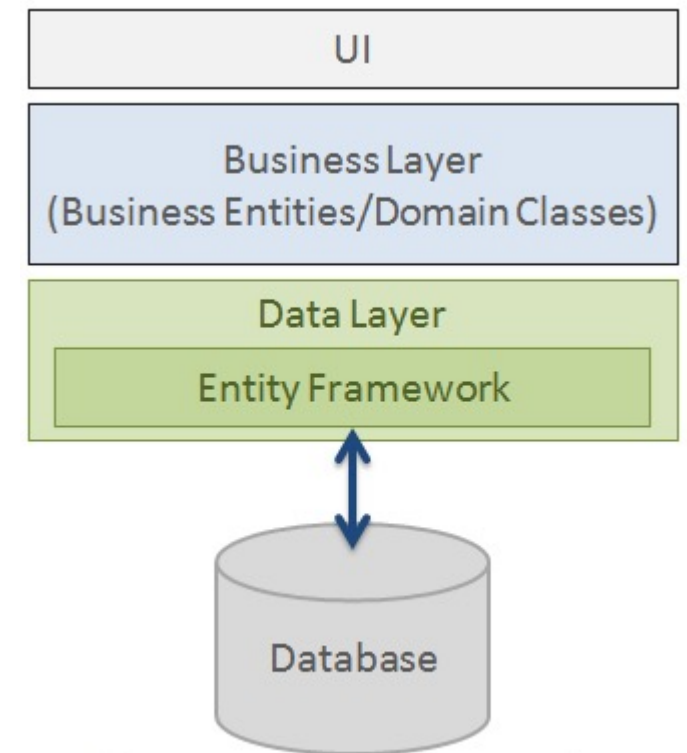 UI
Business Layer
(Business Entities/Domain Classes)
Data Layer
Entity Framework
Database